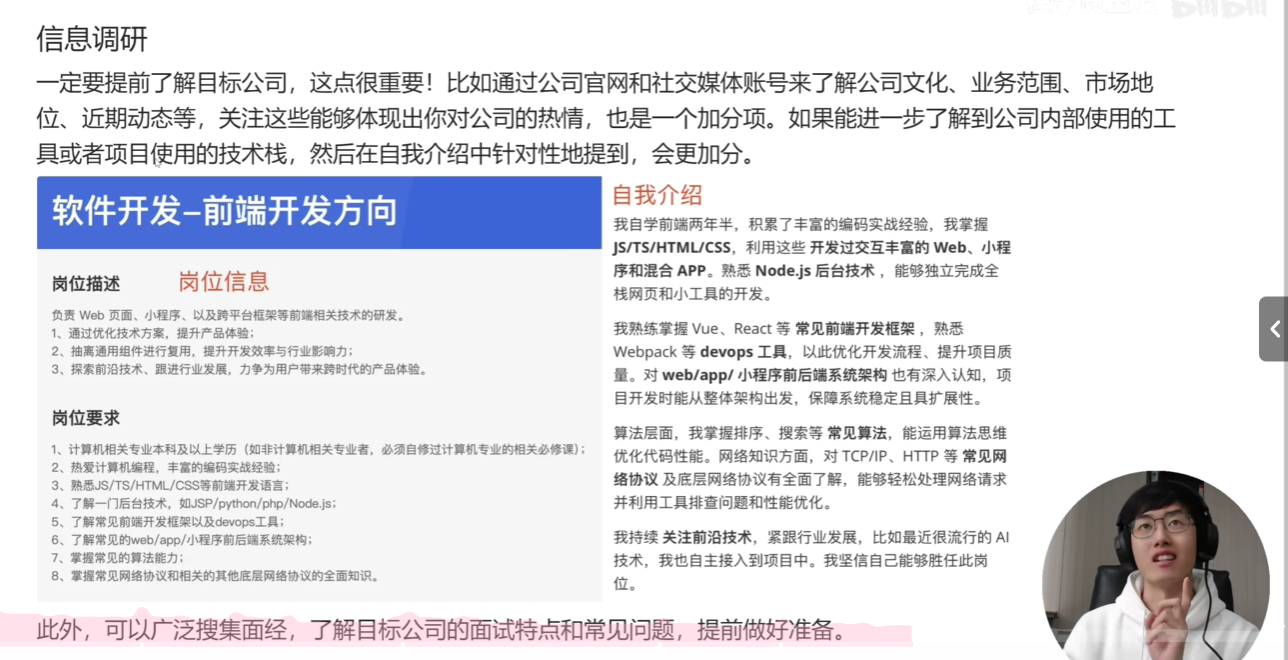 信息调研
一定要提前了解目标公司，这点很重要！比如通过公司官网和社交媒体账号来了解公司文化、业务范围、市场地
位、近期动态等，关注这些能够体现出你对公司的热情，也是一个加分项。如果能进一步了解到公司内部使用的工
具或者项目使用的技术栈，然后在自我介绍中针对性地提到，会更加分。
软件开发–前端开发方向
岗位描述
岗位信息
负责 Web 页面、小程序、以及跨平台框架等前端相关技术的研发。
1、通过优化技术方案，提升产品体验；
2、抽离通用组件进行复用，提升开发效率与行业影响力；
3、探索前沿技术、跟进行业发展，力争为用户带来跨时代的产品体验。
岗位要求
1、计算机相关专业本科及以上学历（如非计算机相关专业者，必须自修过计算机专业的相关必修课）；
2、热爱计算机编程，丰富的编码实战经验；
3、熟悉JS/TS/HTML/CSS等前端开发语言；
4、了解一门后台技术，如JSP/python/php/Node.js；
5、了解常见前端开发框架以及devops工具；
6、了解常见的web/app/小程序前后端系统架构；
7、掌握常见的算法能力；
8、掌握常见网络协议和相关的其他底层网络协议的全面知识。
自我介绍
我自学前端两年半，积累了丰富的编码实战经验，我掌握
JS/TS/HTML/CSS，利用这些 开发过交互丰富的 Web、小程
序和混合 APP。熟悉 Node.js 后台技术 ，能够独立完成全
栈网页和小工具的开发。
我熟练掌握 Vue、React 等 常见前端开发框架 ，熟悉
Webpack 等 devops 工具，以此优化开发流程、提升项目质
量。对 web/app/ 小程序前后端系统架构 也有深入认知，项
目开发时能从整体架构出发，保障系统稳定且具扩展性。
算法层面，我掌握排序、搜索等 常见算法，能运用算法思维
优化代码性能。网络知识方面，对 TCP/IP、HTTP 等 常见网
络协议 及底层网络协议有全面了解，能够轻松处理网络请求
并利用工具排查问题和性能优化。
我持续 关注前沿技术，紧跟行业发展，比如最近很流行的 AI
技术，我也自主接入到项目中。我坚信自己能够胜任此岗
位。
此外，可以广泛搜集面经，了解目标公司的面试特点和常见问题，提前做好准备。